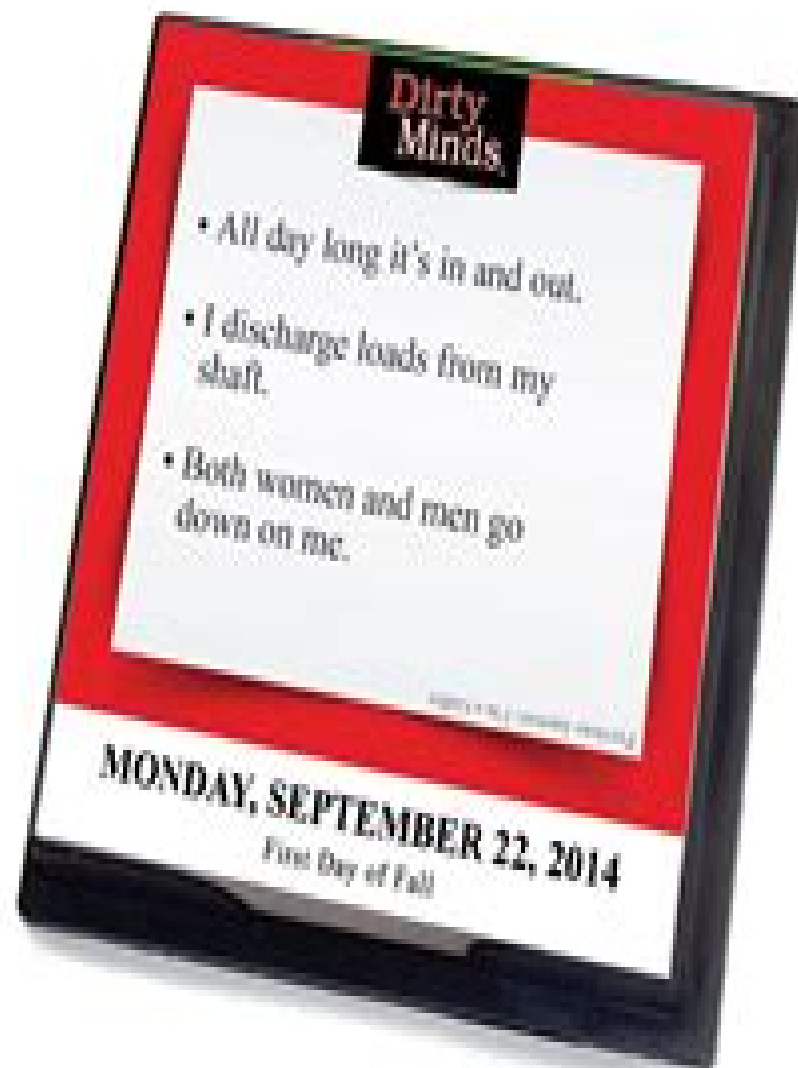 Dirty
Minds
• All day long it's in and out.
• I discharge loads from my
shaft.
• Both women and men go
down on me.
MONDAY, SEPTEMBER 22, 2014
First Day of Fall